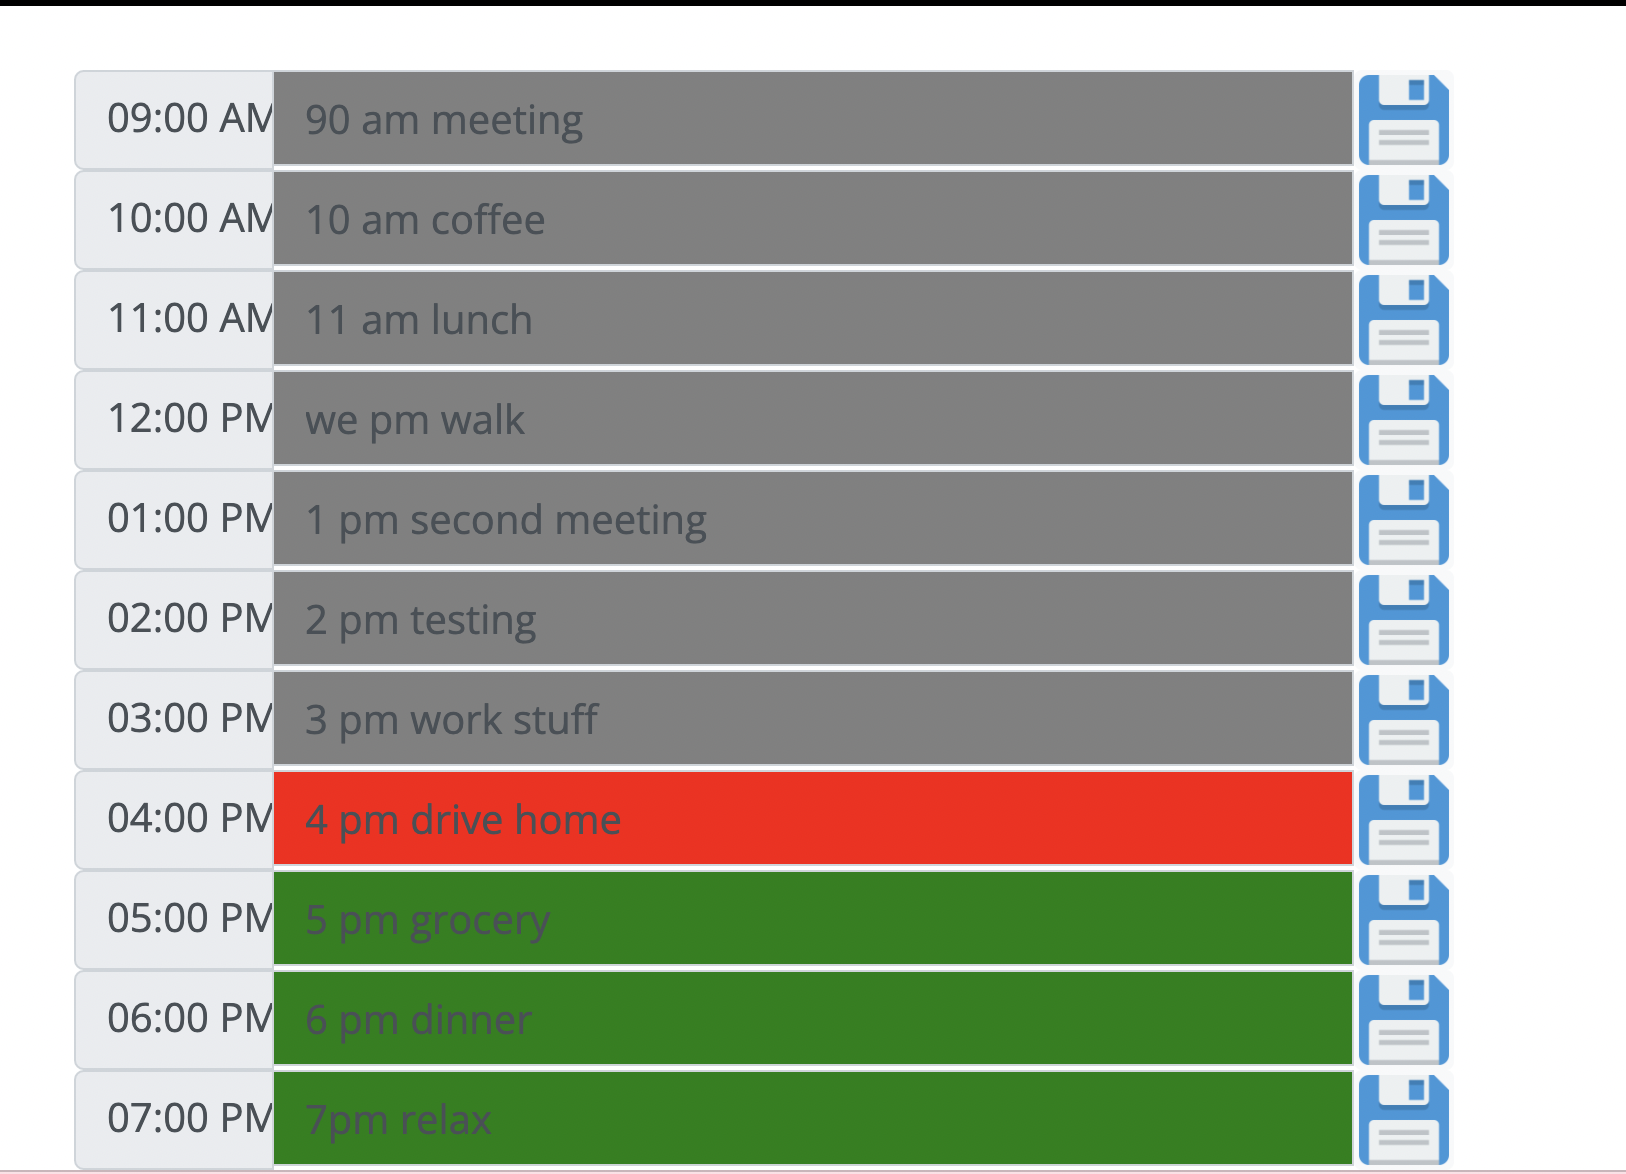 09:00 AM 90 am meeting
10:00 AM 10 am coffee
11:00 AM 11 am lunch
12:00 PM we pm walk
01:00 PM 1 pm second meeting
02:00 PM 2 pm testing
03:00 PM 3 pm work stuff
04:00 PM 4 pm drive home
05:00 PM 5 pm grocery
06:00 PM 6 pm dinner
07:00 PM 7pm relax